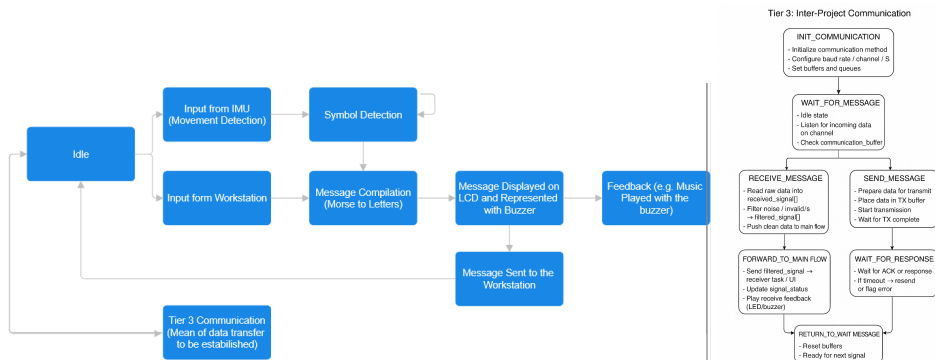 Idle
Input from IMU
(Movement Detection)
Symbol Detection
Input form Workstation
Message Compilation
(Morse to Letters)
Message Displayed on
LCD and Represented
with Buzzer
Feedback (e.g. Music
Played with the
buzzer)
Message Sent to the
Workstation
Tier 3 Communication
(Mean of data transfer
to be estabilished)
Tier 3: Inter-Project Communication
INIT_COMMUNICATION
- Initialize communication method
- Configure baud rate / channel / S
- Set buffers and queues
WAIT_FOR_MESSAGE
- Idle state
- Listen for incoming data
on channel
- Check communication_buffer
RECEIVE_MESSAGE
- Read raw data into
received_signal[]
- Filter noise / invalid/s
→ filtered_signal[]
- Push clean data to main flow
SEND_MESSAGE
- Prepare data for transmit
- Place data in TX buffer
- Start transmission
- Wait for TX complete
FORWARD_TO_MAIN FLOW
- Send filtered_signal →
receiver task / UI
- Update signal_status
- Play receive feedback
(LED/buzzer)
WAIT_FOR_RESPONSE
- Wait for ACK or response
- If timeout → resend
or flag error
RETURN_TO_WAIT MESSAGE
- Reset buffers
- Ready for next signal